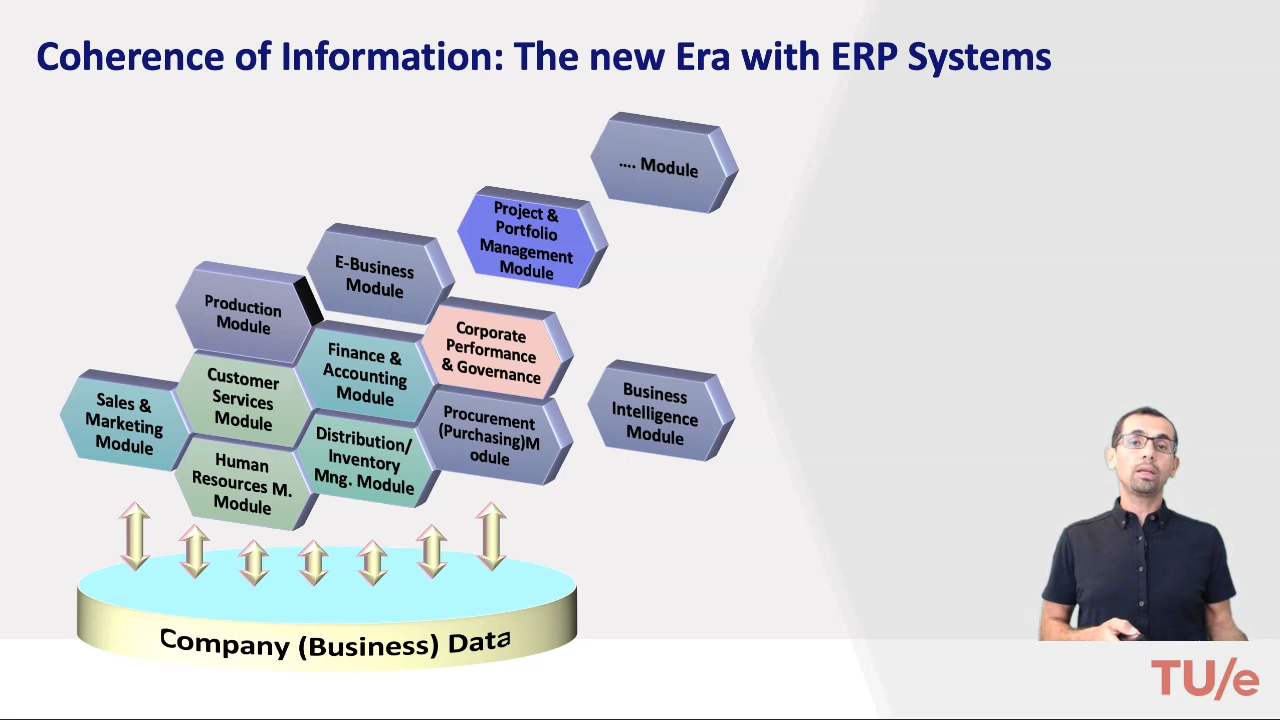 Coherence of Information: The new Era with ERP Systems
.... Module
Project &
Portfolio
Management
Module
E-Business
Module
Production
Module
Corporate
Performance
& Governance
Finance &
Accounting
Module
Customer
Services
Module
Sales &
Marketing
Module
Business
Intelligence
Module
Procurement
(Purchasing)M
odule
Distribution/
Inventory
Mng. Module
Human
Resources M.
Module
Company (Business) Data
TU/e